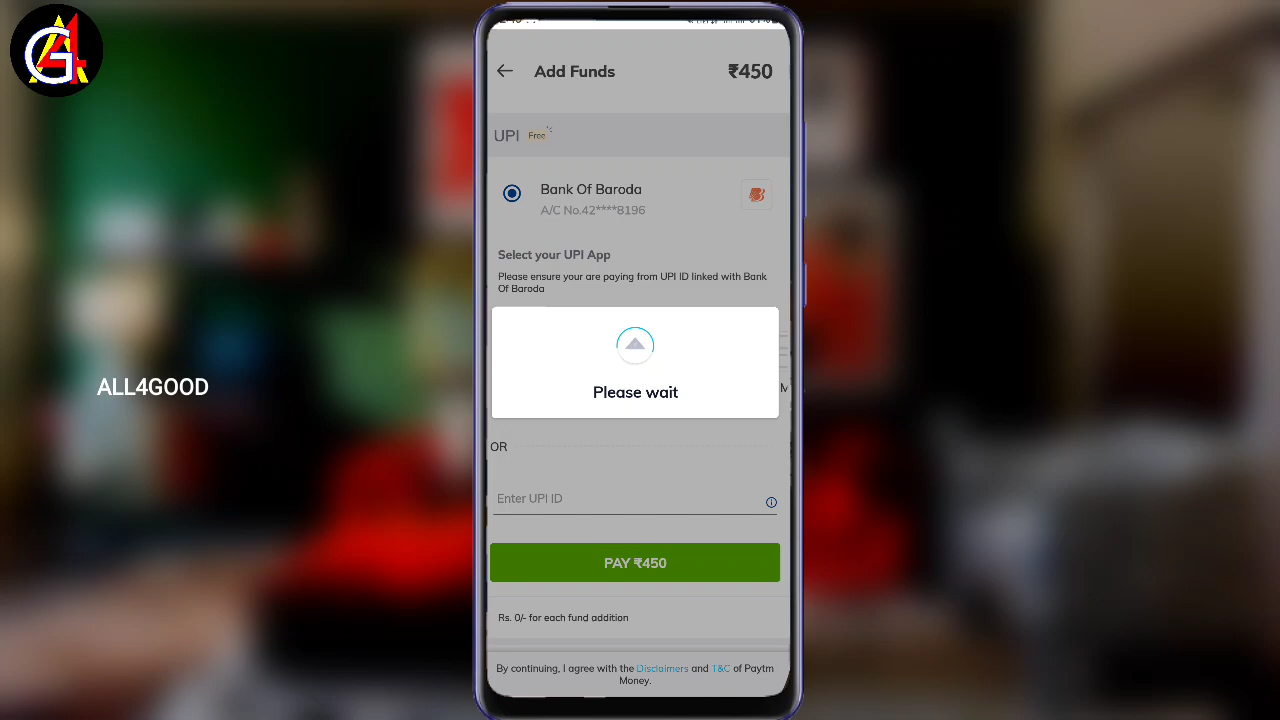 G4
Add Funds ₹450
UPI Free
Bank Of Baroda
A/C No.42****8196
Select your UPI App
Please ensure your are paying from UPI ID linked with Bank
Of Baroda
Please wait
M
ALL4GOOD
OR
Enter UPI ID
PAY ₹450
Rs. 0/- for each fund addition
By continuing, I agree with the Disclaimers and T&C of Paytm
Money.